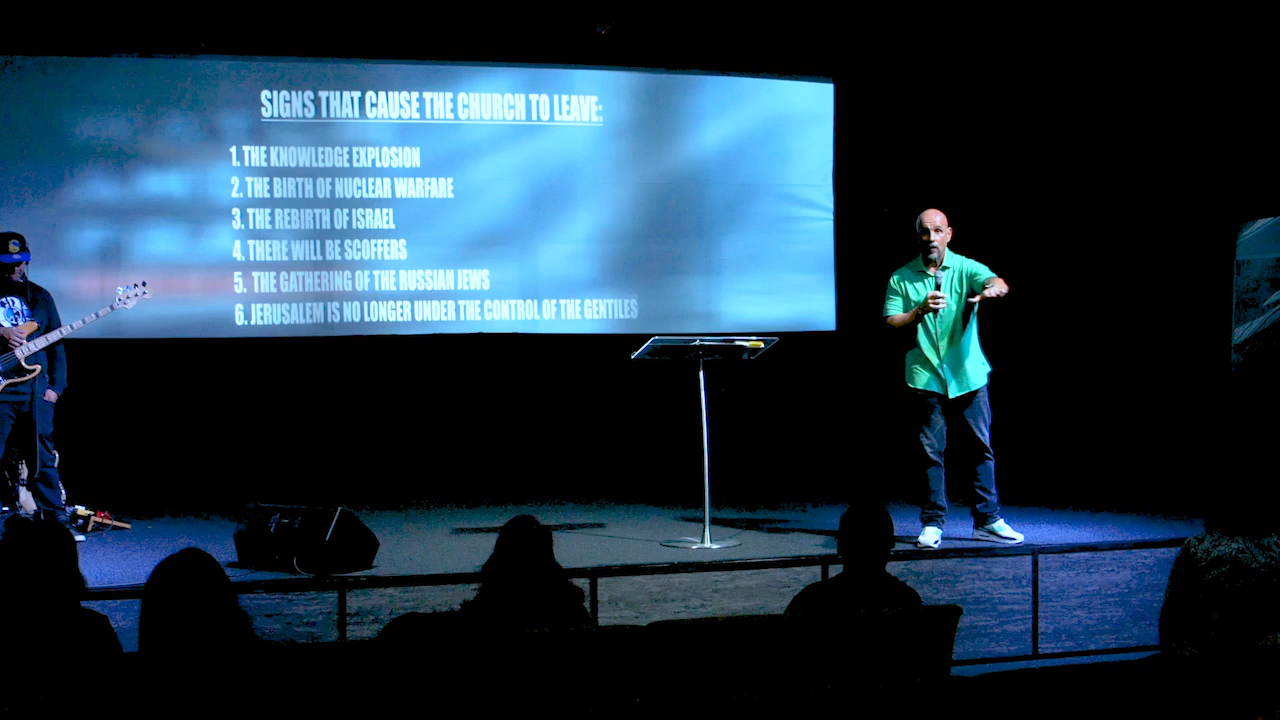 SIGNS THAT CAUSE THE CHURCH TO LEAVE:
1. THE KNOWLEDGE EXPLOSION
2. THE BIRTH OF NUCLEAR WARFARE
3. THE REBIRTH OF ISRAEL
4. THERE WILL BE SCOFFERS
5. THE GATHERING OF THE RUSSIAN JEWS
6. JERUSALEM IS NO LONGER UNDER THE CONTROL OF THE GENTILES